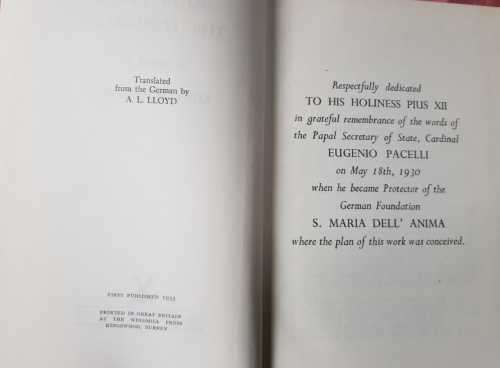 Translated
from the German by
A. L. LLOYD
FIRST PUBLISHED 1955
PRINTED IN GREAT BRITAIN
AT THE WINDMILL PRESS
KINGSWOOD, SURREY
Respectfully dedicated
TO HIS HOLINESS PIUS XII
in grateful remembrance of the words of
the Papal Secretary of State, Cardinal
EUGENIO PACELLI
on May 18th, 1930
when he became Protector of the
German Foundation
S. MARIA DELL' ANIMA
where the plan of this work was conceived.